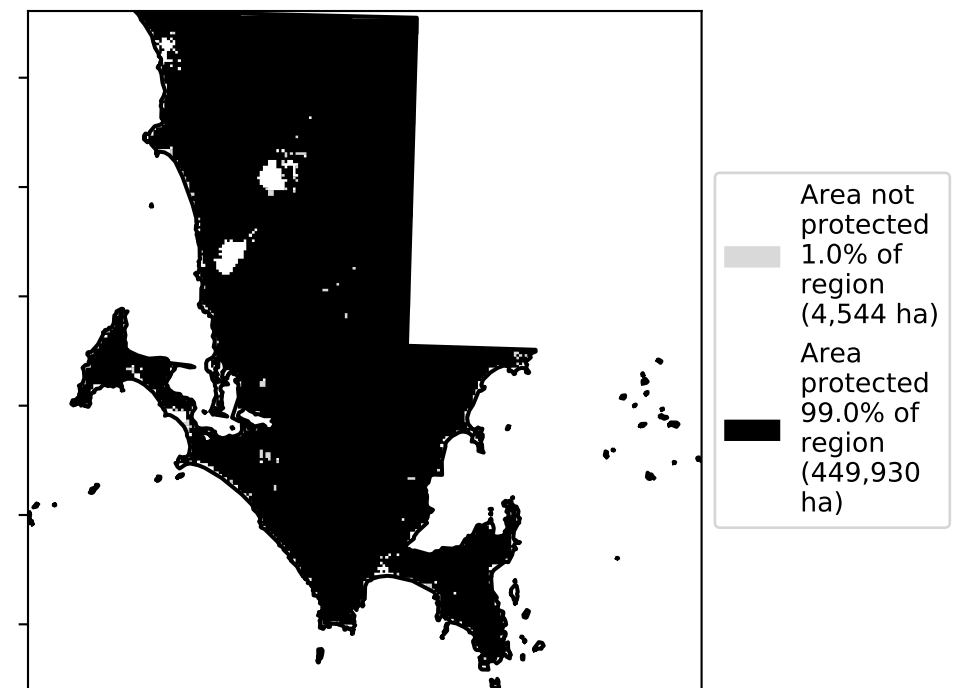 Area not
protected
1.0% of
region
(4,544 ha)
Area
protected
99.0% of
region
(449,930
ha)